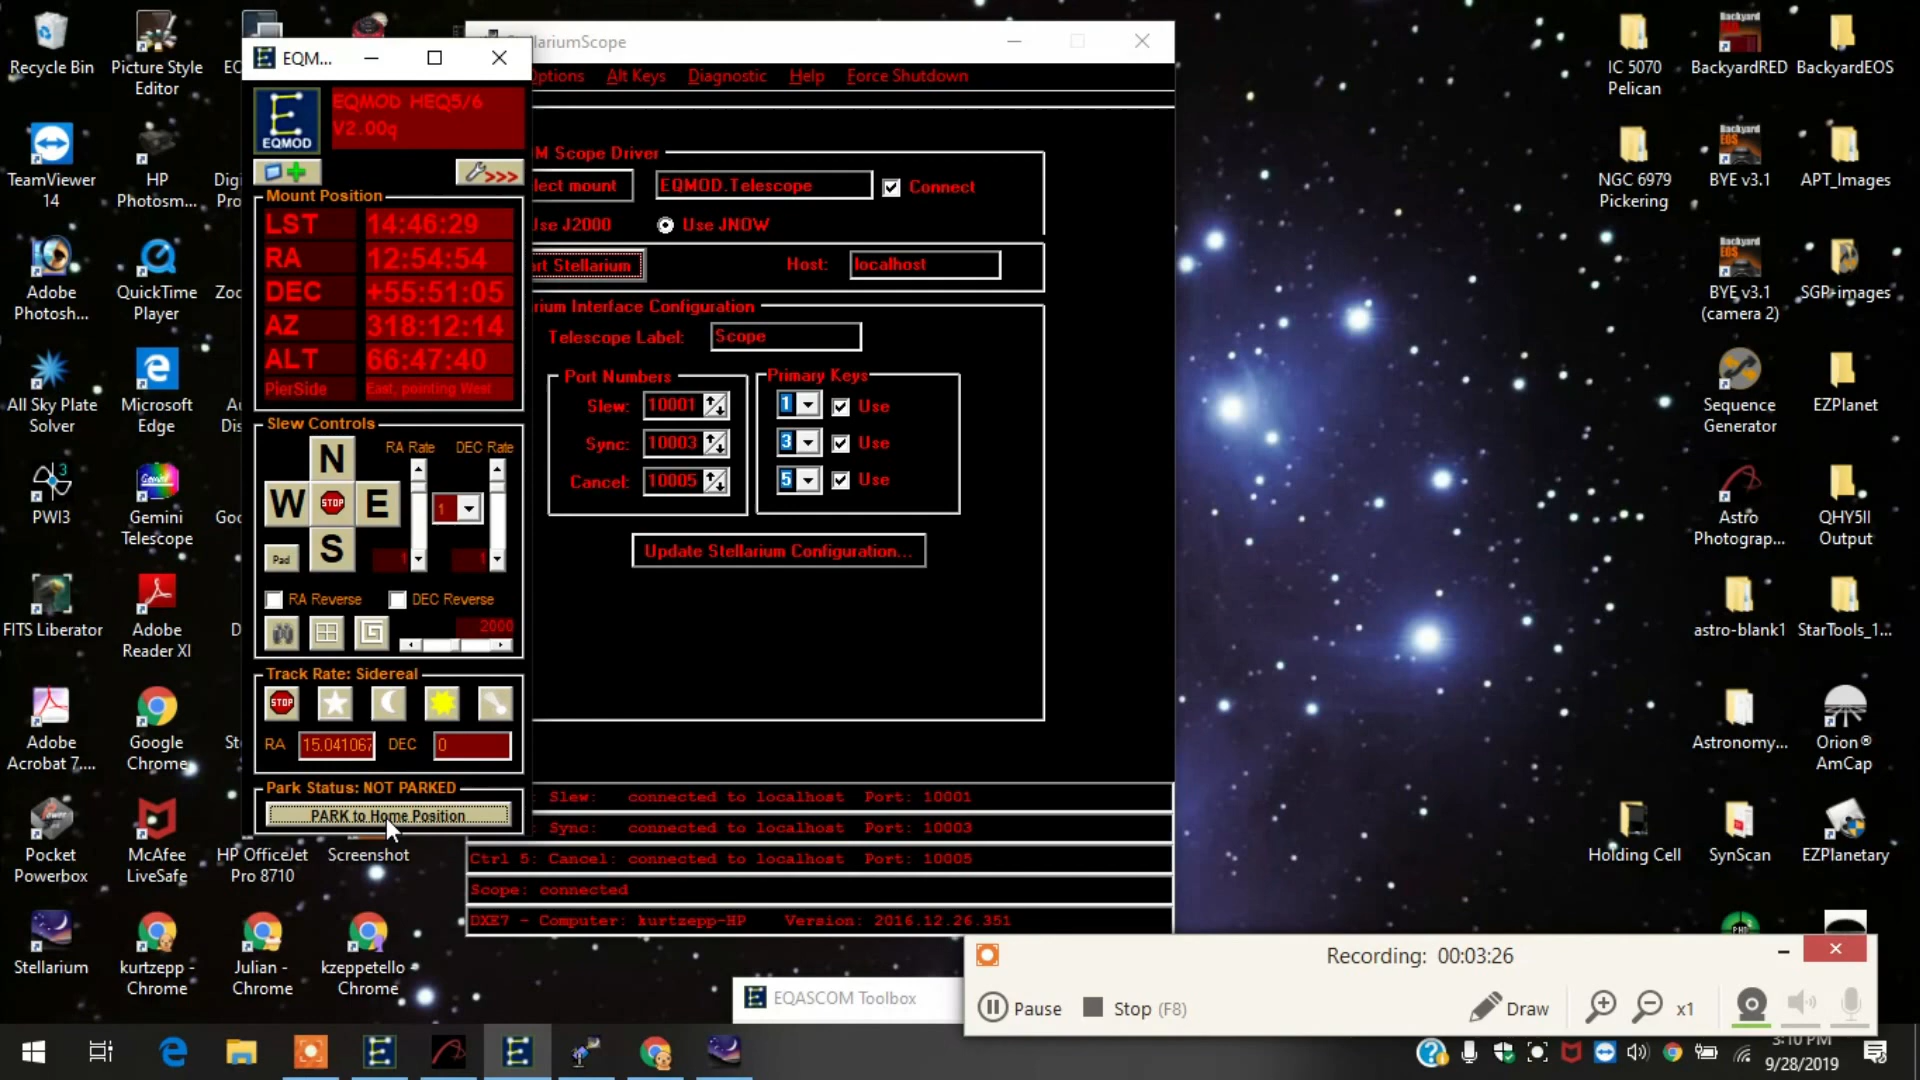 Recycle Bin
Picture Style
Editor
TeamViewer
14
HP
Photosm...
Adobe
Photosh...
QuickTime
Player
All Sky Plate
Solver
Microsoft
Edge
PWI3
Gemini
Telescope
FITS Liberator
Adobe
Reader XI
Adobe
Acrobat 7....
Google
Chrome
Pocket
Powerbox
McAfee
LiveSafe
HP OfficeJet
Pro 8710
Screenshot
Stellarium
kurtzepp -
Chrome
Julian -
Chrome
kzeppetello -
Chrome
EQM...
EQMOD HEQ5/6
V2.00q
EQMOD
>>>
Mount Position
LST 14:46:29
RA 12:54:54
DEC +55:51:05
AZ 318:12:14
ALT 66:47:40
PierSide East, pointing West
Slew Controls
RA Rate DEC Rate
N
W STOP E
S
1
Pad
1 1
RA Reverse DEC Reverse
2000
Track Rate: Sidereal
STOP
RA 15.041067 DEC 0
Park Status: NOT PARKED
PARK to Home Position
lariumScope
Options Alt Keys Diagnostic Help Force Shutdown
M Scope Driver
lect mount EQMOD.Telescope Connect
Use J2000 Use JNOW
rt Stellarium Host: localhost
rium Interface Configuration
Telescope Label: Scope
Port Numbers Primary Keys
Slew: 10001 1 Use
Sync: 10003 3 Use
Cancel: 10005 5 Use
Update Stellarium Configuration...
: Slew: connected to localhost Port: 10001
: Sync: connected to localhost Port: 10003
Ctrl 5: Cancel: connected to localhost Port: 10005
Scope: connected
DXE7 - Computer: kurtzepp-HP Version: 2016.12.26.351
EQASCOM Toolbox
IC 5070
Pelican
BackyardRED
BackyardEOS
NGC 6979
Pickering
BYE v3.1
APT_Images
BYE v3.1
(camera 2)
SGP-images
Sequence
Generator
EZPlanet
Astro
Photograp...
QHY5II
Output
astro-blank1
StarTools_1...
Astronomy...
Orion®
AmCap
Holding Cell
SynScan
EZPlanetary
Recording: 00:03:26
Pause Stop (F8) Draw x1
3:10 PM
9/28/2019